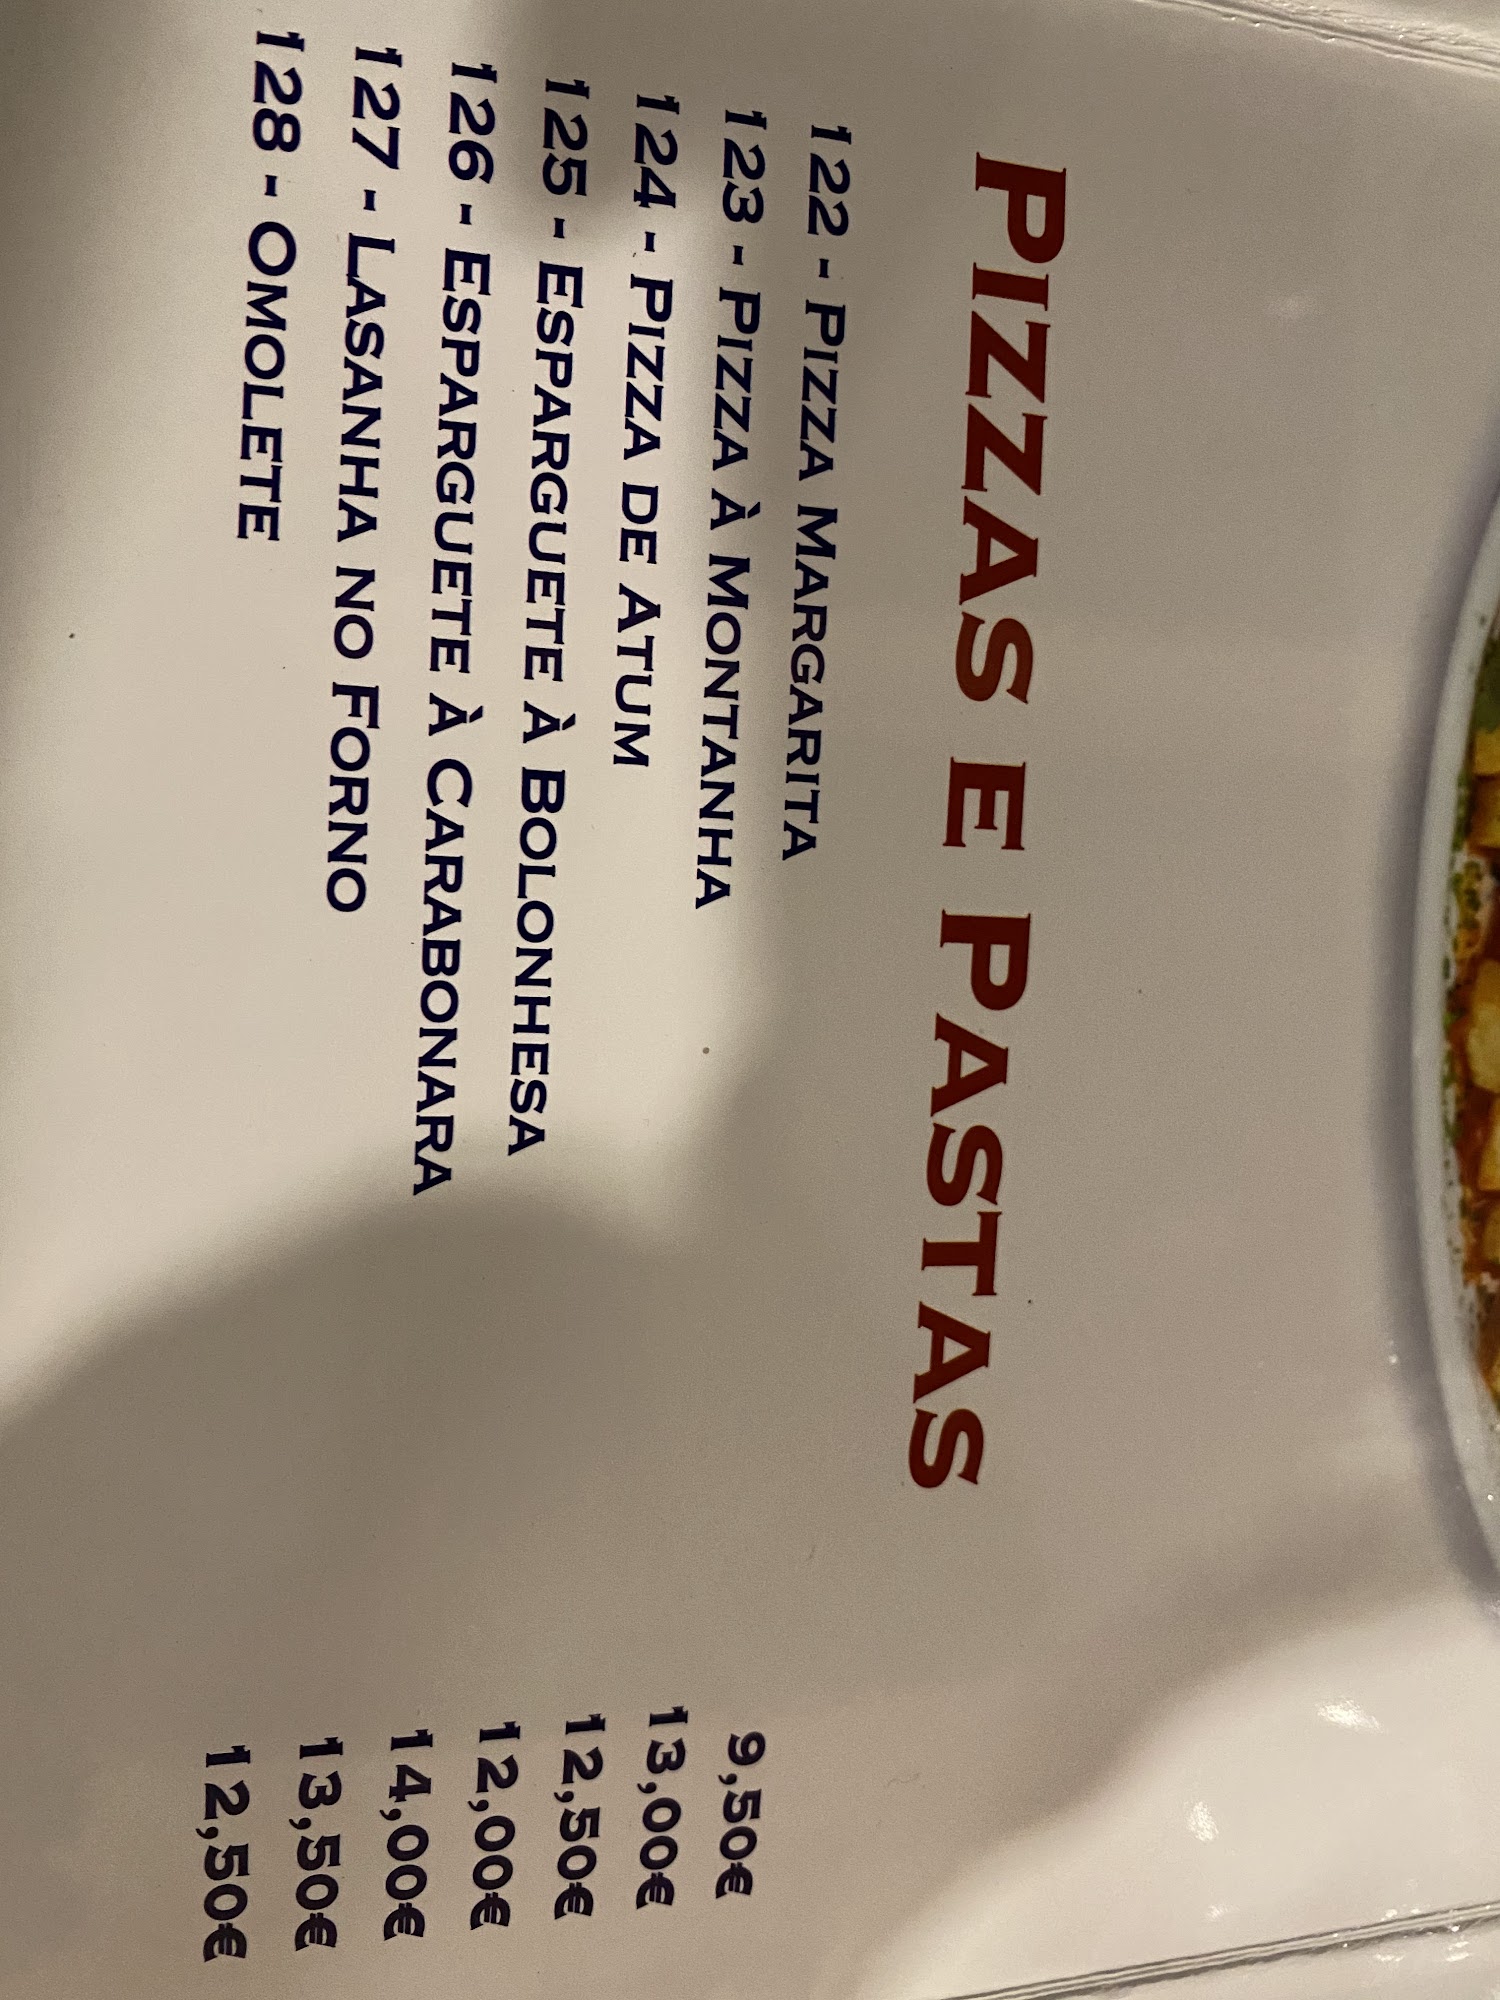 PIZZAS E PASTAS
122 - PIZZA MARGARITA 9,50€
123 - PIZZA À MONTANHA 13,00€
124 - PIZZA DE ATUM 12,50€
125 - ESPARGUETE À BOLONHESA 12,00€
126 - ESPARGUETE À CARABONARA 14,00€
127 - LASANHA NO FORNO 13,50€
128 - OMOLETE 12,50€